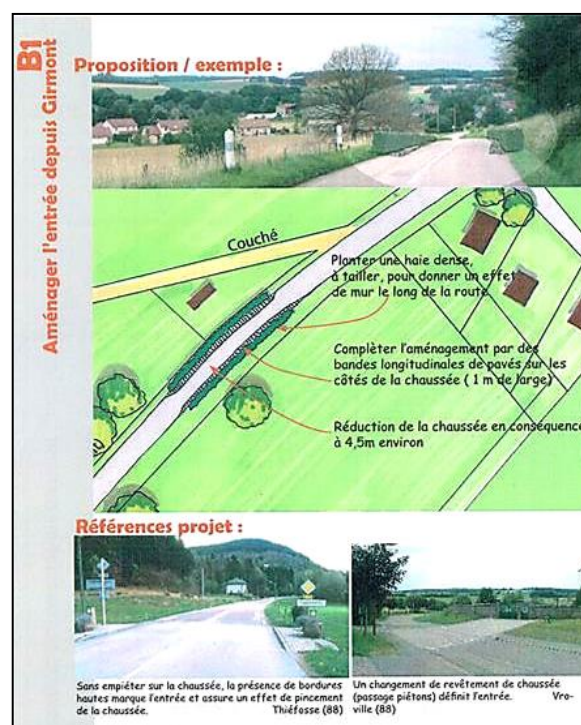 B1
Aménager l'entrée depuis Girmont
Proposition / exemple :
Couché
Planter une haie dense,
à tailler, pour donner un effet
de mur le long de la route
Complèter l'aménagement par des
bandes longitudinales de pavés sur les
côtés de la chaussée ( 1 m de large)
Réduction de la chaussée en conséquence
à 4,5m environ
Références projet :
Sans empiéter sur la chaussée, la présence de bordures
hautes marque l'entrée et assure un effet de pincement
de la chaussée. Thiéfosse (88)
Un changement de revêtement de chaussée
(passage piétons) définit l'entrée. Vro-
ville (88)